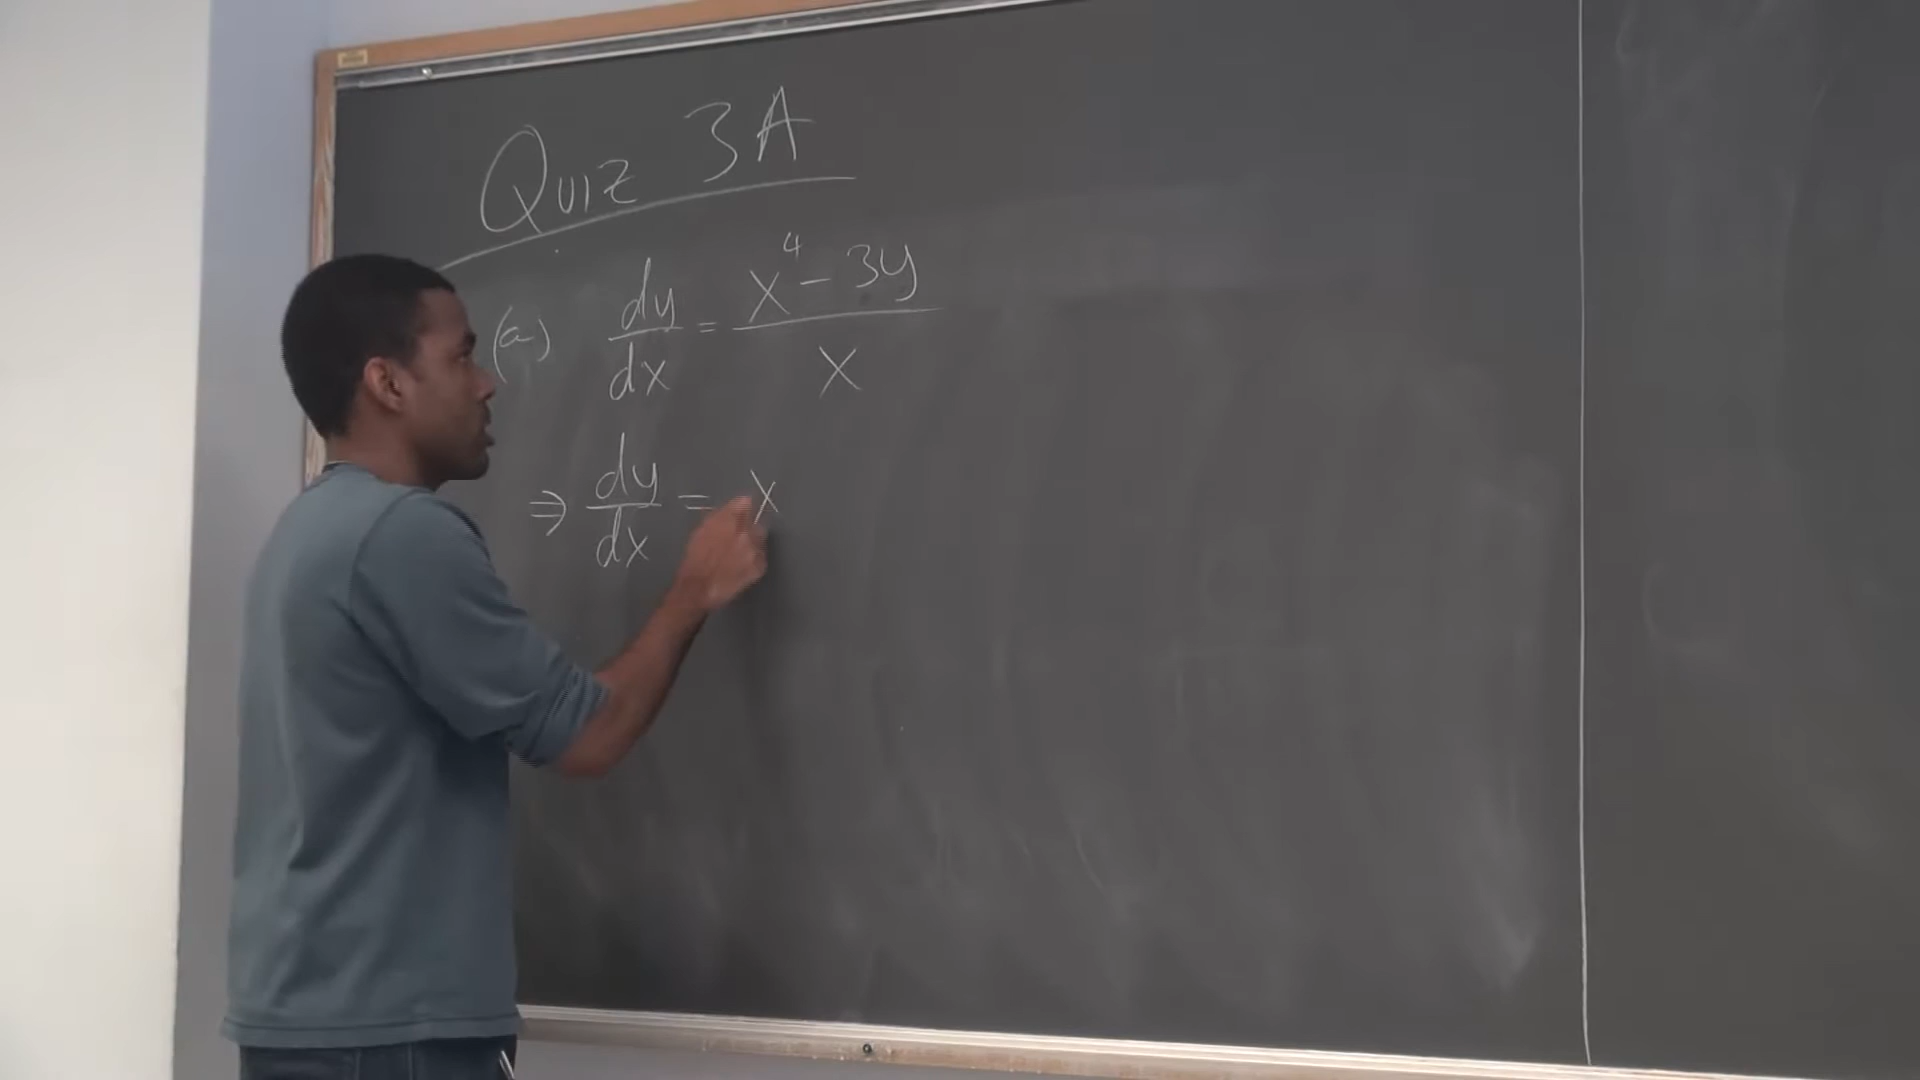 Quiz 3A
(a) dy/dx = (x⁴ - 3y)/x
⇒ dy/dx = x